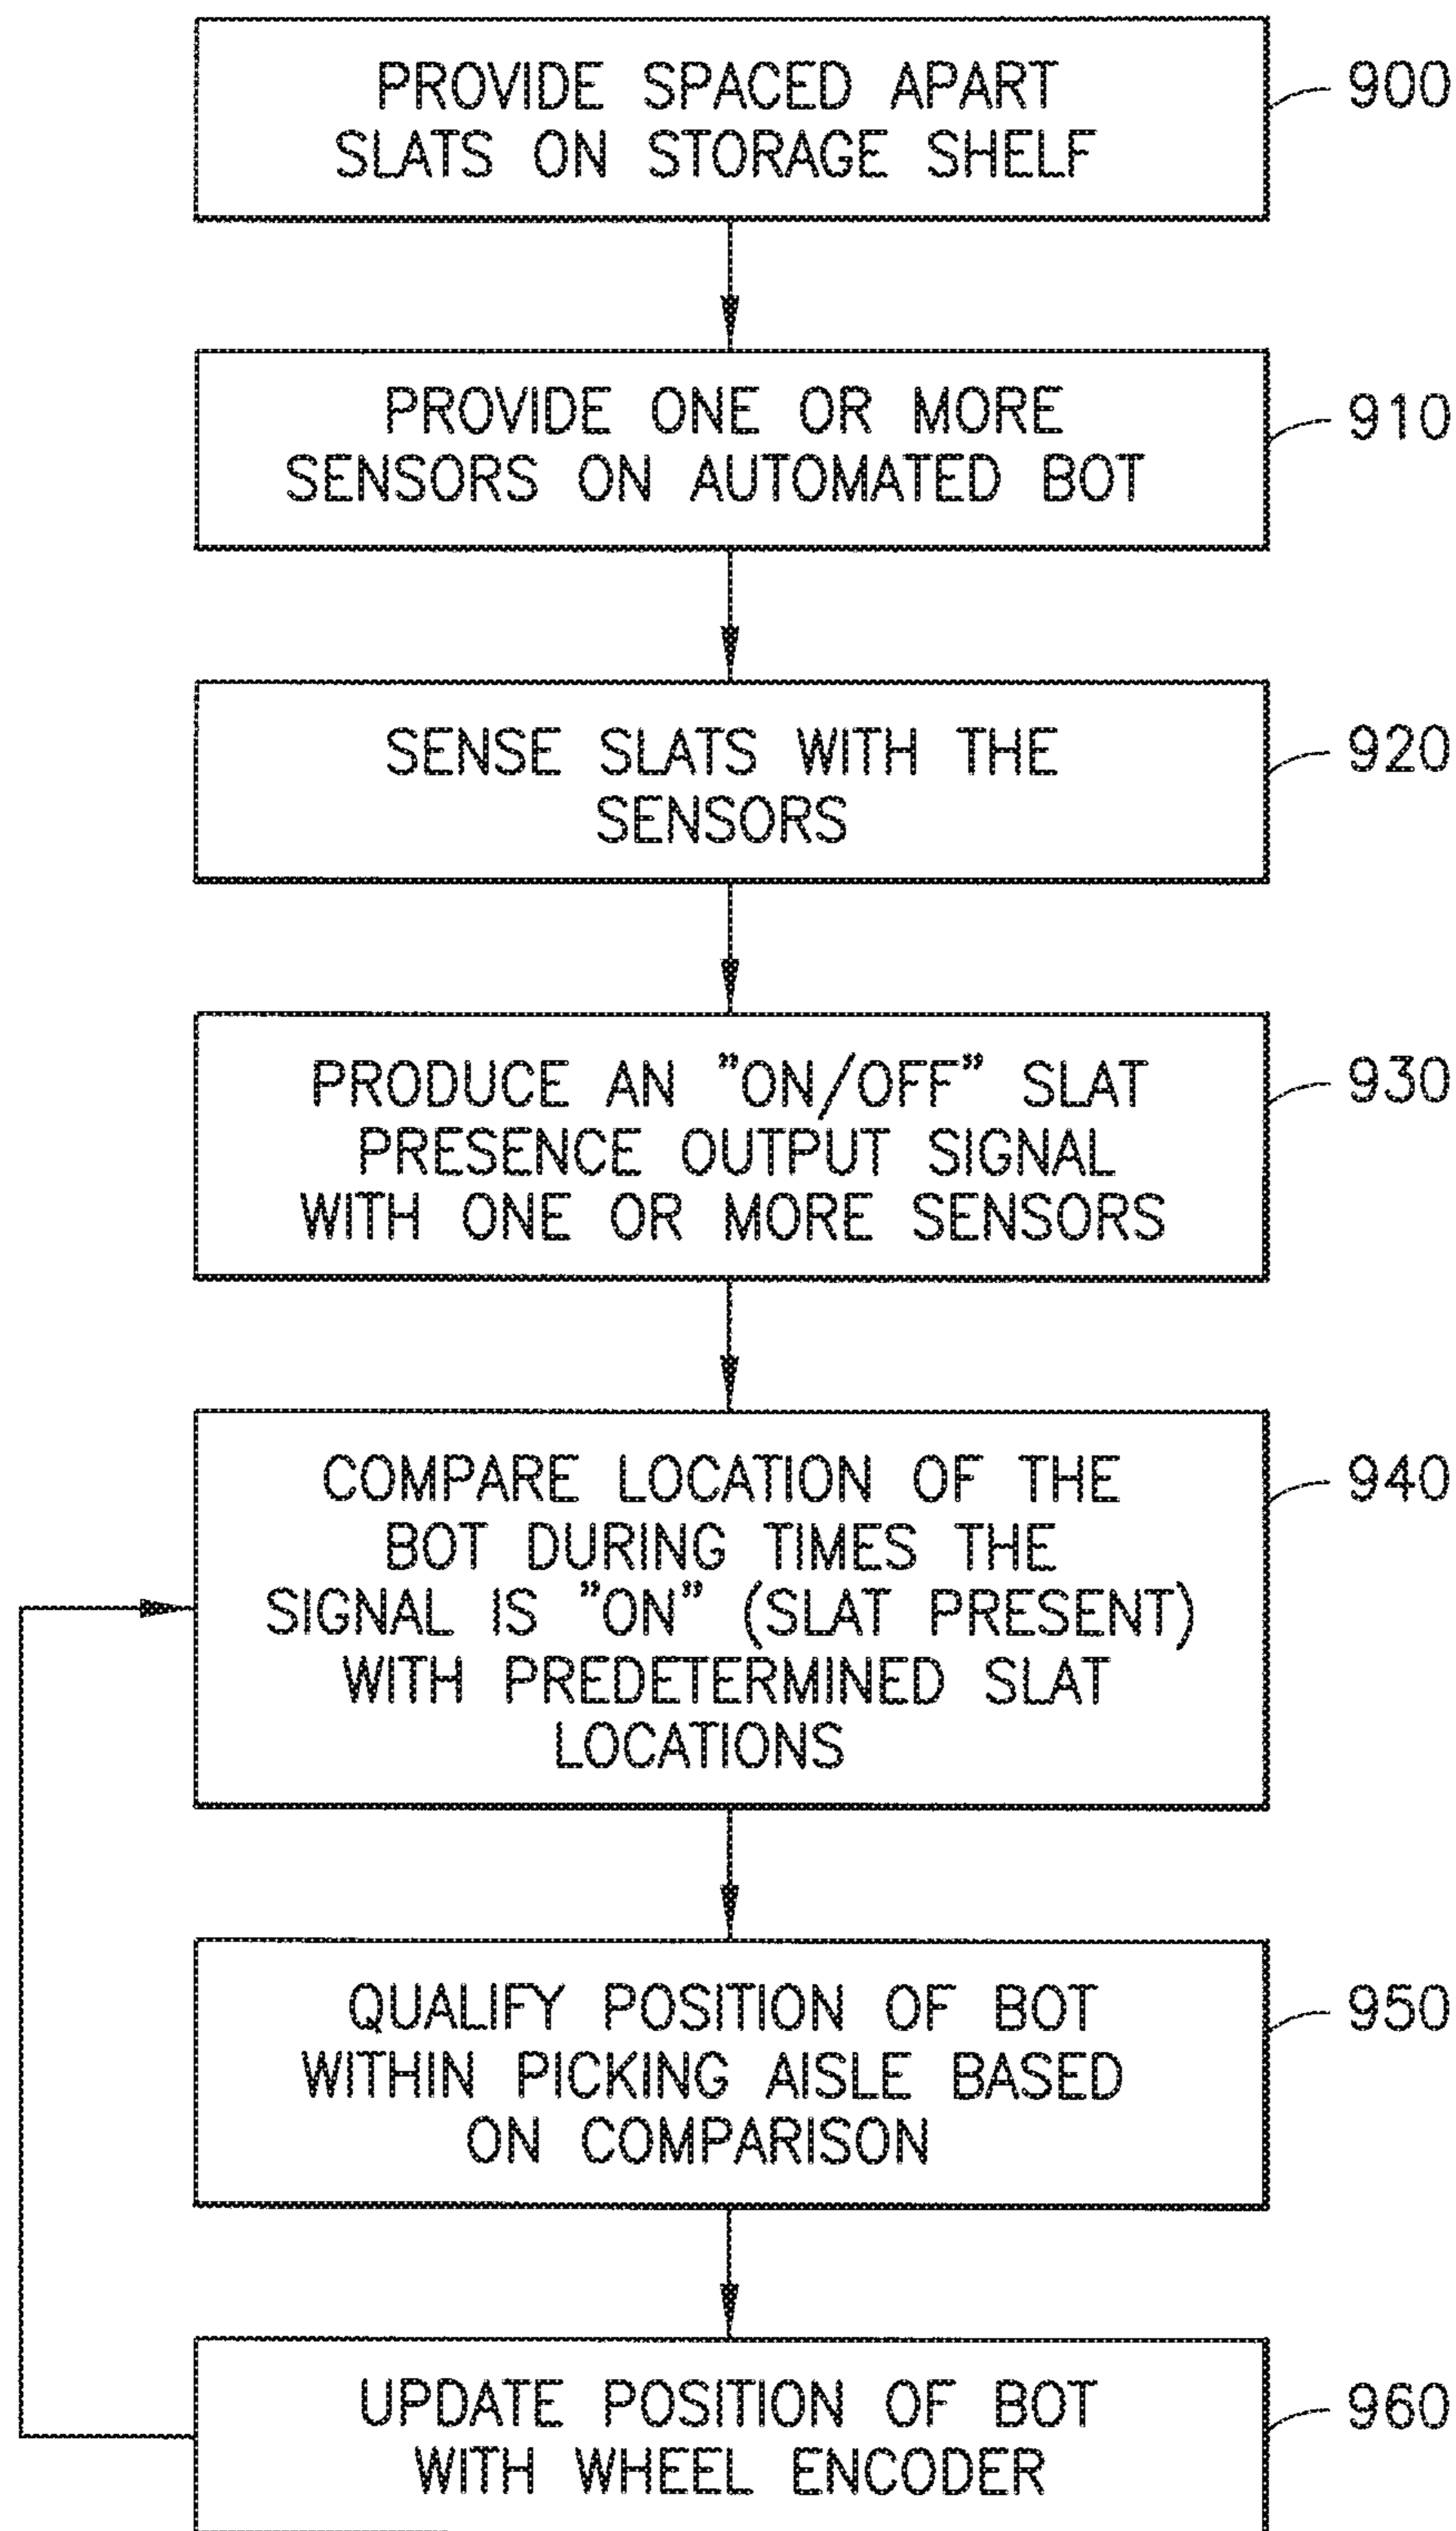 PROVIDE SPACED APART
SLATS ON STORAGE SHELF
900
PROVIDE ONE OR MORE
SENSORS ON AUTOMATED BOT
910
SENSE SLATS WITH THE
SENSORS
920
PRODUCE AN "ON/OFF" SLAT
PRESENCE OUTPUT SIGNAL
WITH ONE OR MORE SENSORS
930
COMPARE LOCATION OF THE
BOT DURING TIMES THE
SIGNAL IS "ON" (SLAT PRESENT)
WITH PREDETERMINED SLAT
LOCATIONS
940
QUALIFY POSITION OF BOT
WITHIN PICKING AISLE BASED
ON COMPARISON
950
UPDATE POSITION OF BOT
WITH WHEEL ENCODER
960